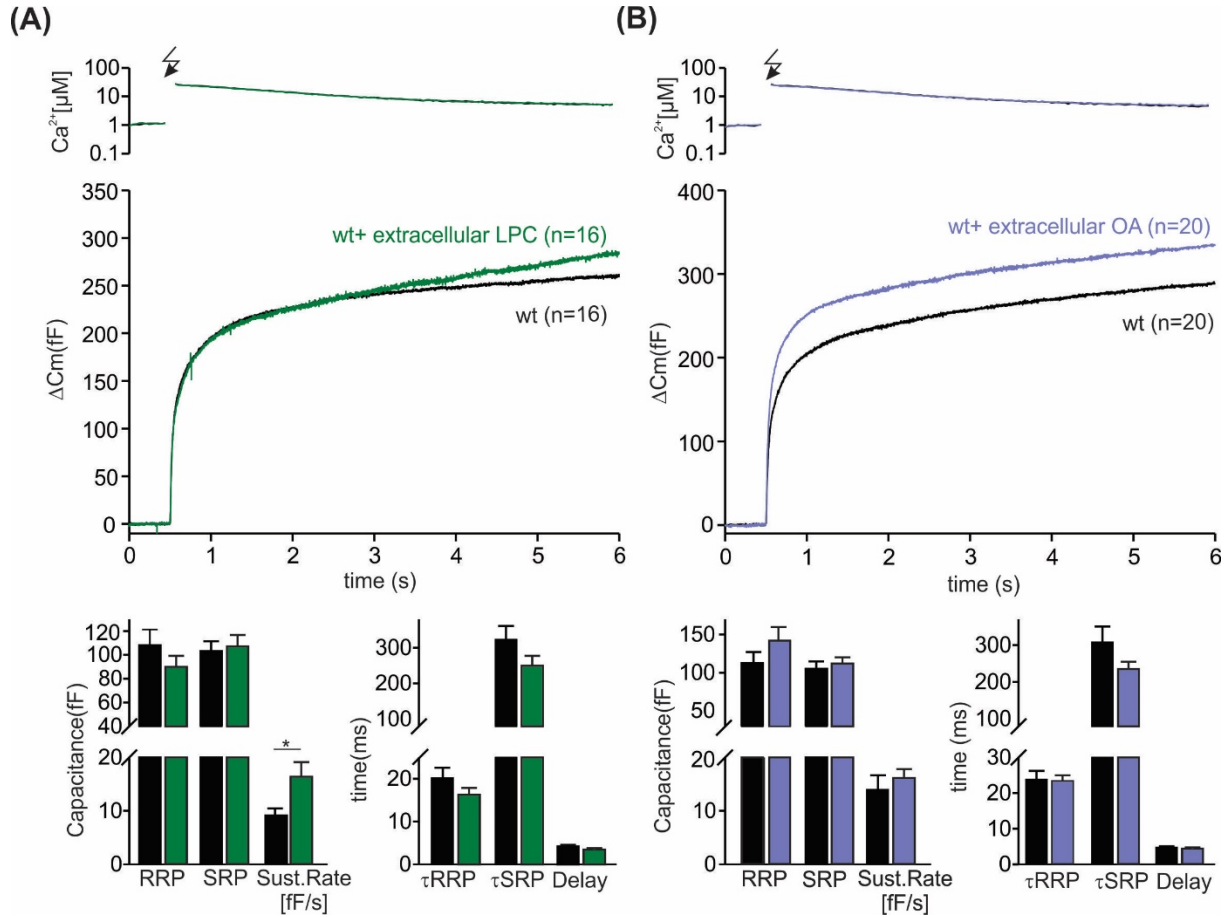 (A)
Ca²⁺[µM]
100
10
1
0.1
ΔCm(fF)
350
300
250
200
150
100
50
0
wt+ extracellular LPC (n=16)
wt (n=16)
0 1 2 3 4 5 6
time (s)
Capacitance(fF)
120
100
80
60
40
20
10
0
*
RRP SRP Sust.Rate
[fF/s]
time(ms)
300
200
100
20
10
0
τRRP τSRP Delay
(B)
Ca²⁺[µM]
100
10
1
0.1
ΔCm(fF)
400
300
200
100
0
wt+ extracellular OA (n=20)
wt (n=20)
0 1 2 3 4 5 6
time (s)
Capacitance(fF)
150
100
50
20
15
10
5
0
RRP SRP Sust.Rate
[fF/s]
time (ms)
300
200
100
30
20
10
0
τRRP τSRP Delay